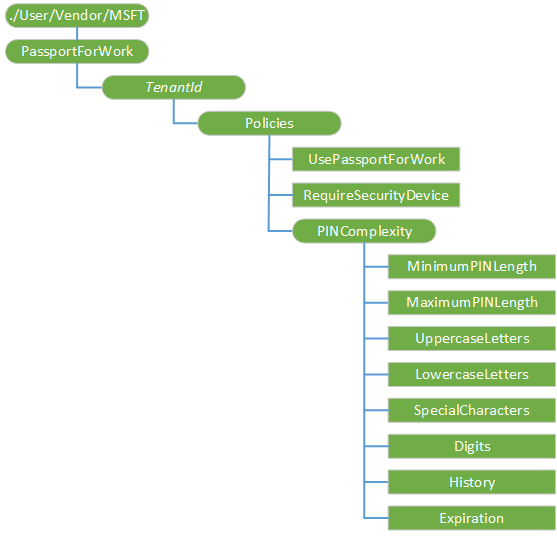 ./User/Vendor/MSFT
PassportForWork
TenantId
Policies
UsePassportForWork
RequireSecurityDevice
PINComplexity
MinimumPINLength
MaximumPINLength
UppercaseLetters
LowercaseLetters
SpecialCharacters
Digits
History
Expiration